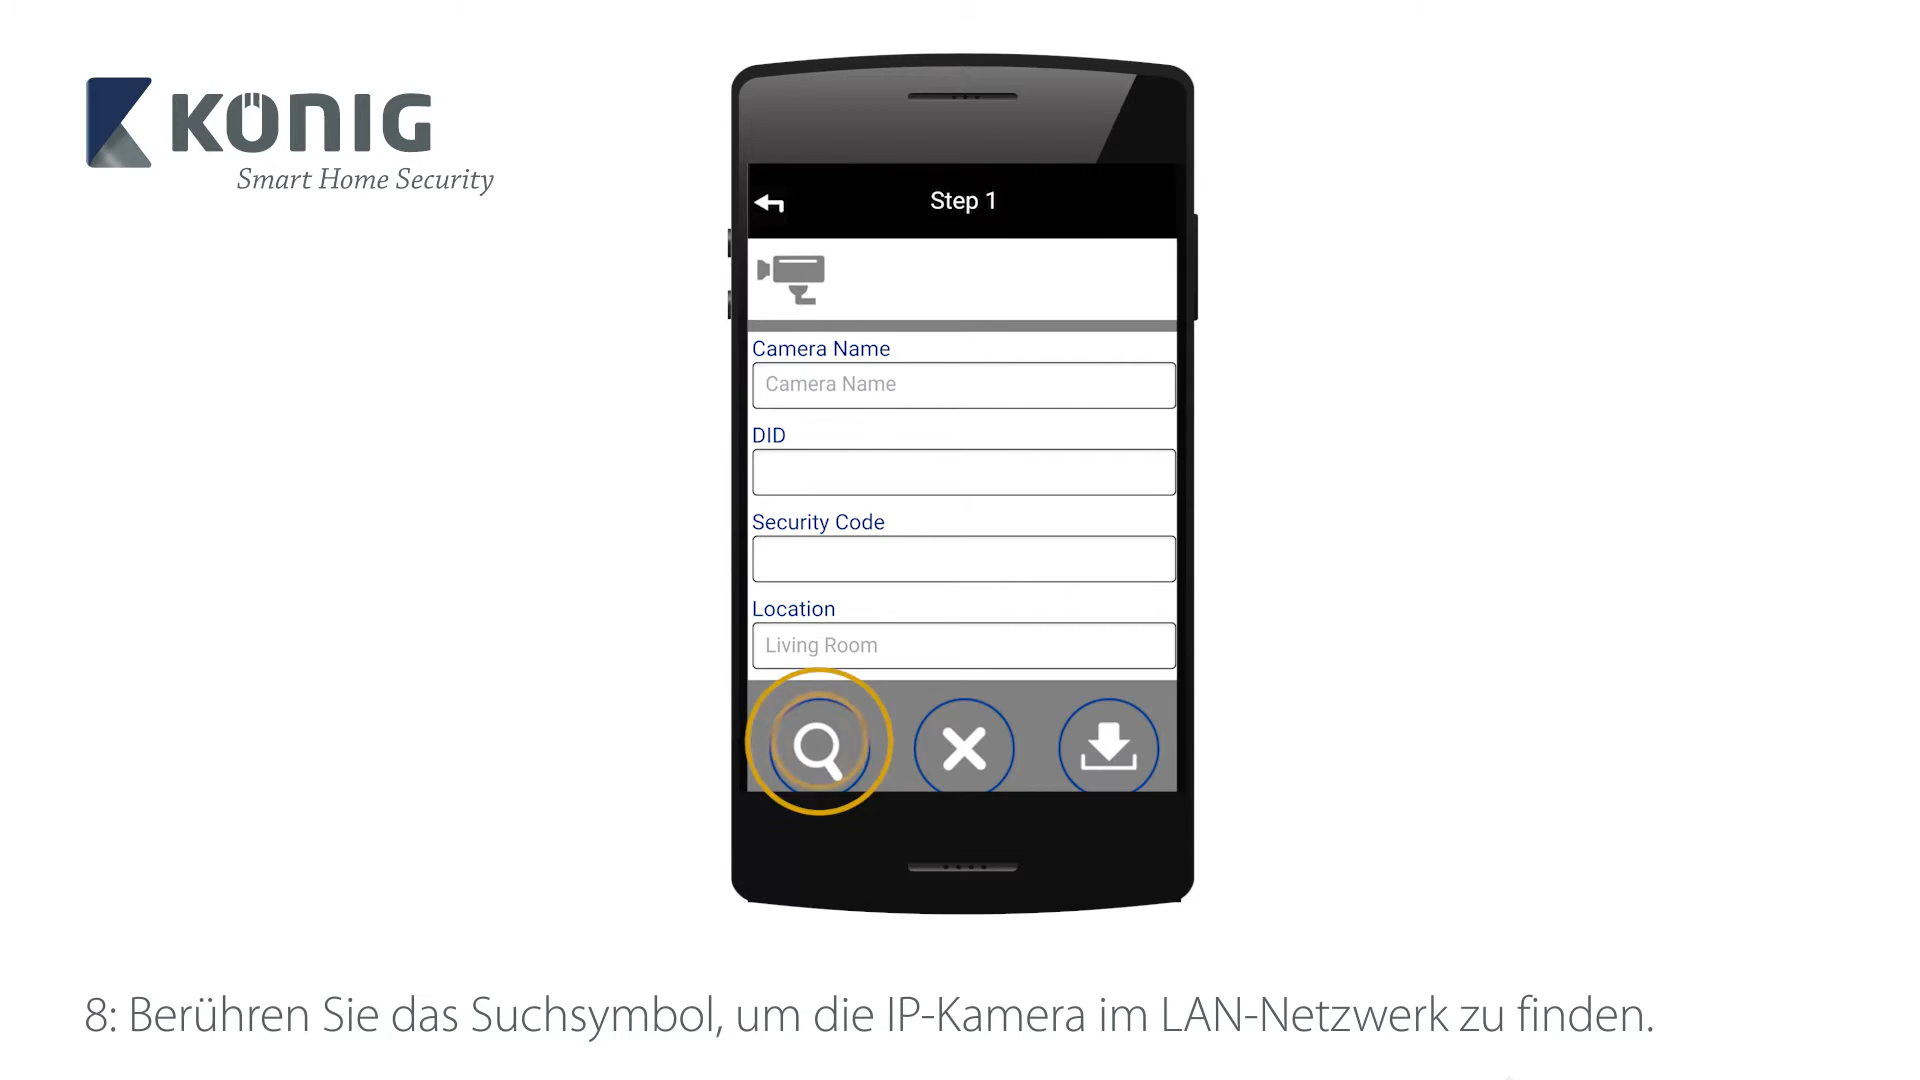 KÖNIG
Smart Home Security
Step 1
Camera Name
Camera Name
DID
Security Code
Location
Living Room
8: Berühren Sie das Suchsymbol, um die IP-Kamera im LAN-Netzwerk zu finden.